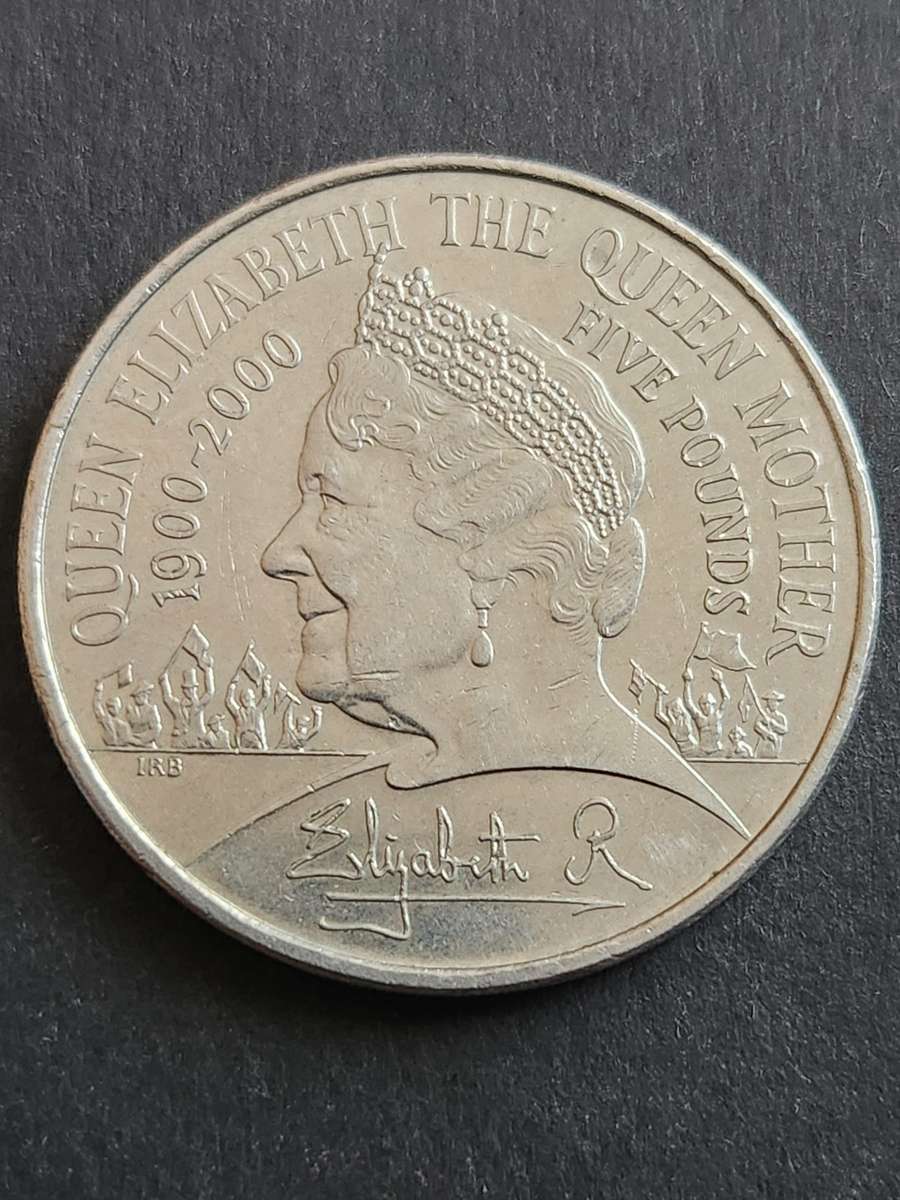 QUEEN ELIZABETH THE QUEEN MOTHER
1900-2000
FIVE POUNDS
IRB
Elizabeth R